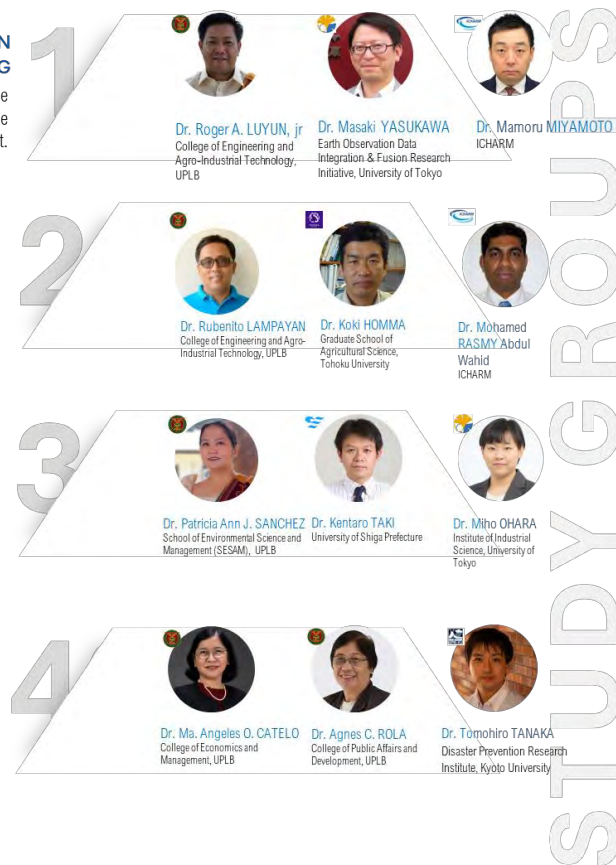 N
G
e
e
t.
1
Dr. Roger A. LUYUN, jr
College of Engineering and
Agro-Industrial Technology,
UPLB
Dr. Masaki YASUKAWA
Earth Observation Data
Integration & Fusion Research
Initiative, University of Tokyo
Dr. Mamoru MIYAMOTO
ICHARM
2
Dr. Rubenito LAMPAYAN
College of Engineering and Agro-
Industrial Technology, UPLB
Dr. Koki HOMMA
Graduate School of
Agricultural Science,
Tohoku University
Dr. Mohamed
RASMY Abdul
Wahid
ICHARM
3
Dr. Patricia Ann J. SANCHEZ
School of Environmental Science and
Management (SESAM), UPLB
Dr. Kentaro TAKI
University of Shiga Prefecture
Dr. Miho OHARA
Institute of Industrial
Science, University of
Tokyo
4
Dr. Ma. Angeles O. CATELO
College of Economics and
Management, UPLB
Dr. Agnes C. ROLA
College of Public Affairs and
Development, UPLB
Dr. Tomohiro TANAKA
Disaster Prevention Research
Institute, Kyoto University
STUDY GROUPS